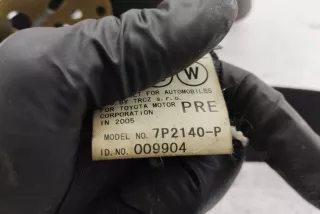 W
FOR AUTOMOBILES
BY TRCZ s.r.o.
FOR TOYOTA MOTOR PRE
CORPORATION
IN 2005
MODEL NO. 7P2140-P
ID.NO. 009904